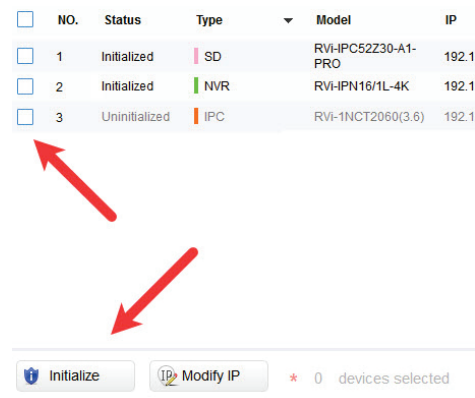 NO. Status Type Model IP
1 Initialized SD RVi-IPC52Z30-A1-PRO 192.1
2 Initialized NVR RVi-IPN16/1L-4K 192.1
3 Uninitialized IPC RVi-1NCT2060(3.6) 192.1
Initialize IP Modify IP * 0 devices selected